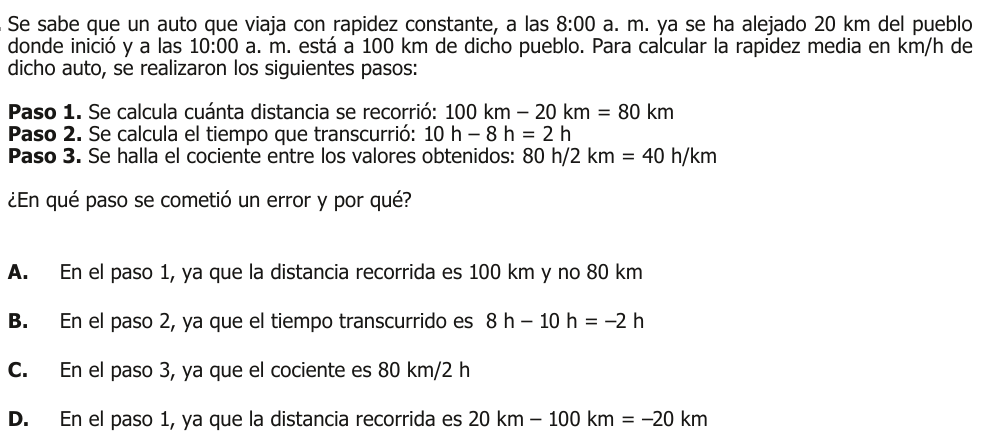 Se sabe que un auto que viaja con rapidez constante, a las 8:00 a. m. ya se ha alejado 20 km del pueblo
donde inició y a las 10:00 a. m. está a 100 km de dicho pueblo. Para calcular la rapidez media en km/h de
dicho auto, se realizaron los siguientes pasos:
Paso 1. Se calcula cuánta distancia se recorrió: 100 km – 20 km = 80 km
Paso 2. Se calcula el tiempo que transcurrió: 10 h – 8 h = 2 h
Paso 3. Se halla el cociente entre los valores obtenidos: 80 h/2 km = 40 h/km
¿En qué paso se cometió un error y por qué?
A. En el paso 1, ya que la distancia recorrida es 100 km y no 80 km
B. En el paso 2, ya que el tiempo transcurrido es 8 h – 10 h = –2 h
C. En el paso 3, ya que el cociente es 80 km/2 h
D. En el paso 1, ya que la distancia recorrida es 20 km – 100 km = –20 km